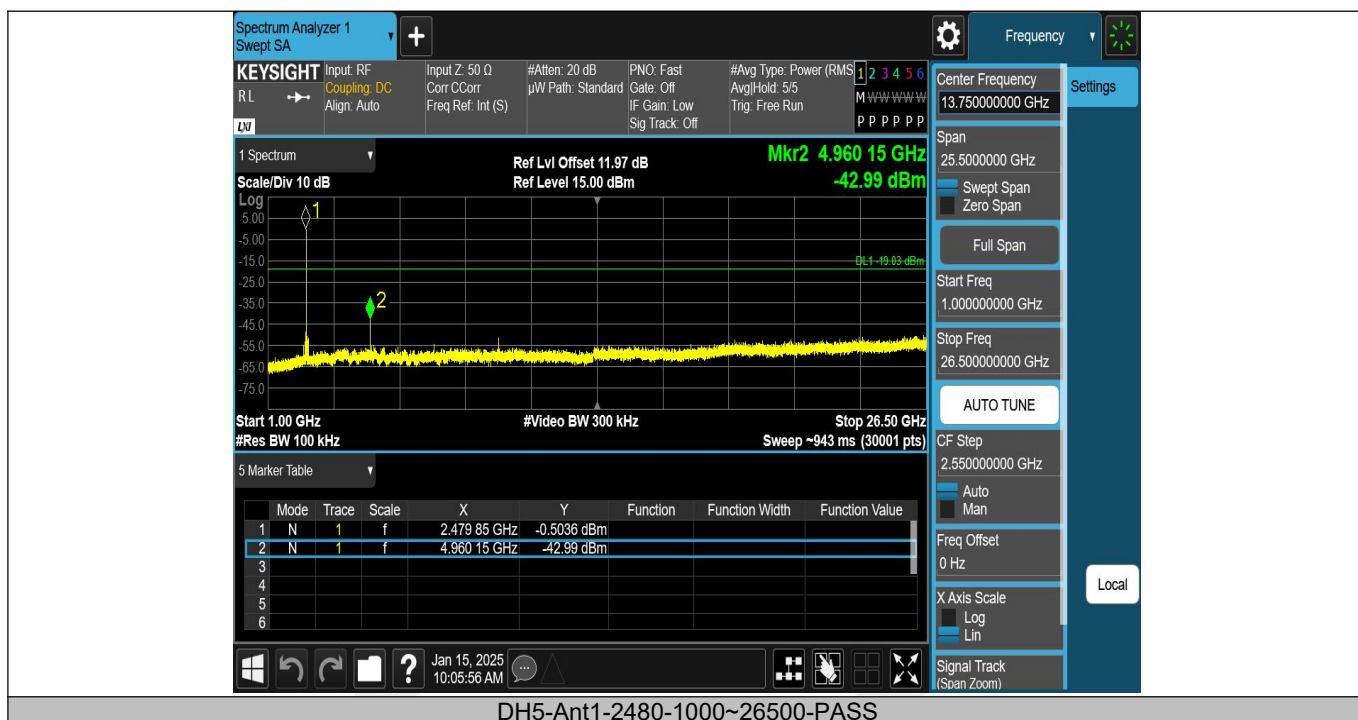 Spectrum Analyzer 1
Swept SA
+
Frequency
KEYSIGHT
RL
LXI
Input: RF
Coupling: DC
Align: Auto
Input Z: 50 Ω
Corr CCorr
Freq Ref: Int (S)
#Atten: 20 dB
µW Path: Standard
PNO: Fast
Gate: Off
IF Gain: Low
Sig Track: Off
#Avg Type: Power (RMS
Avg|Hold: 5/5
Trig: Free Run
1 2 3 4 5 6
M W W W W W
P P P P P P
1 Spectrum
Scale/Div 10 dB
Ref Lvl Offset 11.97 dB
Ref Level 15.00 dBm
Mkr2 4.960 15 GHz
-42.99 dBm
Log
1
5.00
-5.00
-15.0
DL1 -19.03 dBm
-25.0
2
-35.0
-45.0
-55.0
-65.0
-75.0
Start 1.00 GHz
#Video BW 300 kHz
Stop 26.50 GHz
#Res BW 100 kHz
Sweep ~943 ms (30001 pts)
5 Marker Table
Mode Trace Scale X Y Function Function Width Function Value
1 N 1 f 2.479 85 GHz -0.5036 dBm
2 N 1 f 4.960 15 GHz -42.99 dBm
3
4
5
6
?
Jan 15, 2025
10:05:56 AM
Center Frequency
13.750000000 GHz
Settings
Span
25.5000000 GHz
Swept Span
Zero Span
Full Span
Start Freq
1.000000000 GHz
Stop Freq
26.500000000 GHz
AUTO TUNE
CF Step
2.550000000 GHz
Auto
Man
Freq Offset
0 Hz
Local
X Axis Scale
Log
Lin
Signal Track
(Span Zoom)
DH5-Ant1-2480-1000~26500-PASS